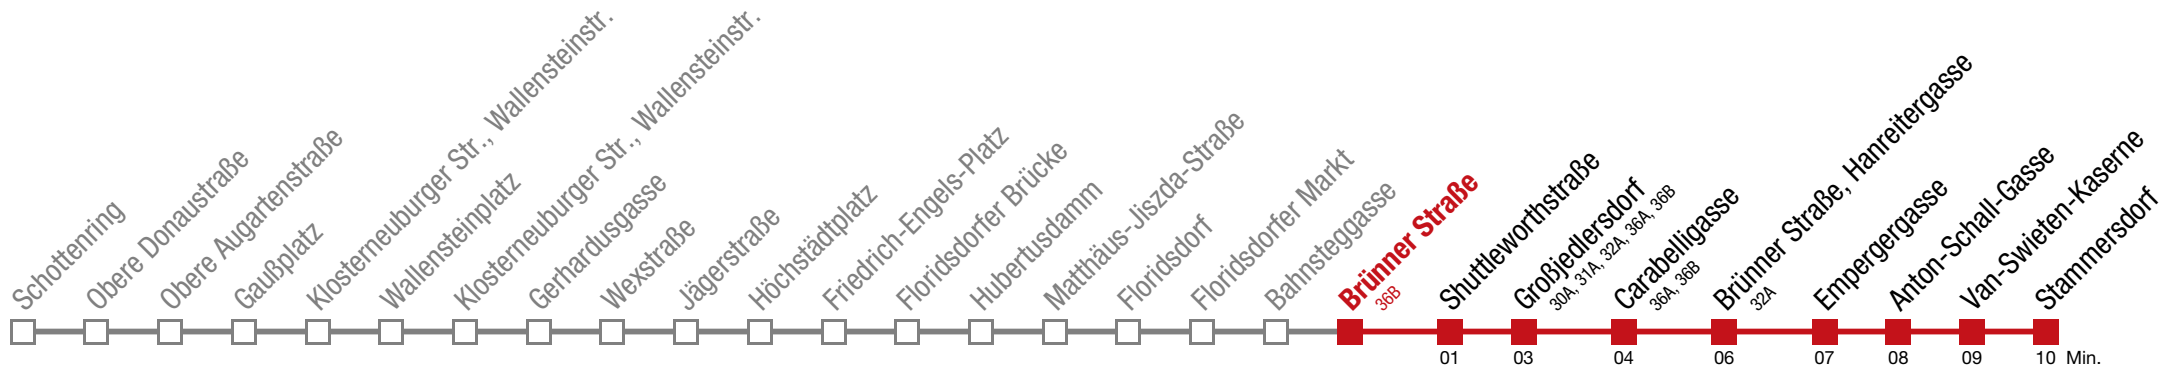 Schottenring
Obere Donaustraße
Obere Augartenstraße
Gaußplatz
Klosterneuburger Str., Wallensteinstr.
Wallensteinplatz
Klosterneuburger Str., Wallensteinstr.
Gerhardusgasse
Wexstraße
Jägerstraße
Höchstädtplatz
Friedrich-Engels-Platz
Floridsdorfer Brücke
Hubertusdamm
Matthäus-Jiszda-Straße
Floridsdorf
Floridsdorfer Markt
Bahnsteggasse
Brünner Straße
36B
Shuttleworthstraße
Großjedlersdorf
30A, 31A, 32A, 36A, 36B
Carabelligasse
36A, 36B
Brünner Straße, Hanreitergasse
32A
Empergergasse
Anton-Schall-Gasse
Van-Swieten-Kaserne
Stammersdorf
01 03 04 06 07 08 09 10 Min.